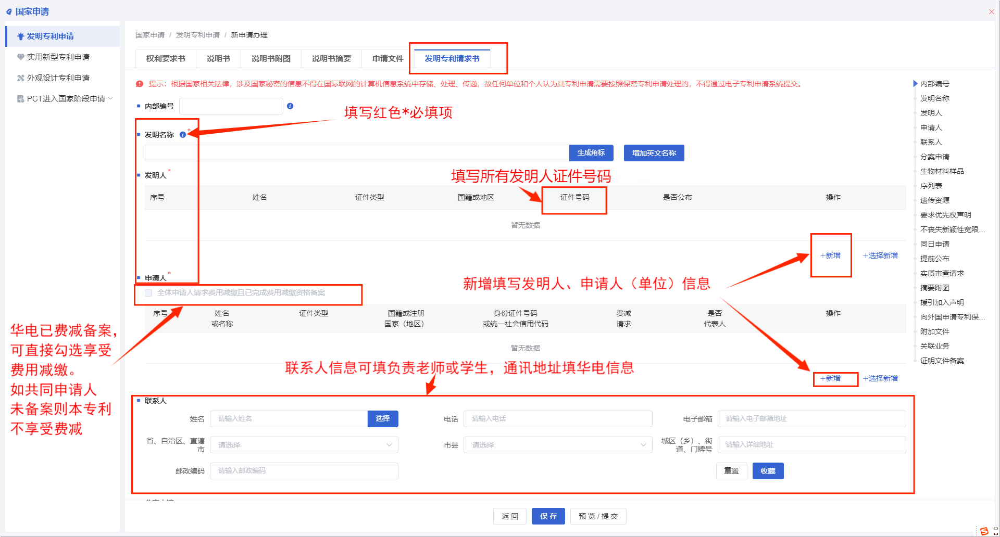 国家申请
发明专利申请
实用新型专利申请
外观设计专利申请
PCT进入国家阶段申请
国家申请 / 发明专利申请 / 新申请办理
权利要求书 说明书 说明书附图 说明书摘要 申请文件 发明专利请求书
提示：根据国家相关法律，涉及国家秘密的信息不得在国际联网的计算机信息系统中存储、处理、传递，故任何单位和个人认为其专利申请需要按照保密专利申请处理的，不得通过电子专利申请系统提交。
内部编号
填写红色*必填项
发明名称 *
生成角标 增加英文名称
发明人 *
填写所有发明人证件号码
序号 姓名 证件类型 国籍或地区 证件号码 是否公布 操作
暂无数据
+新增 +选择新增
申请人 *
新增填写发明人、申请人（单位）信息
全体申请人请求费用减缴且已完成费用减缴资格备案
序号 姓名 证件类型 国籍或注册 身份证件号码 费减 是否 操作
或名称 国家（地区） 或统一社会信用代码 请求 代表人
暂无数据
华电已费减备案，
可直接勾选享受
费用减缴。
如共同申请人
未备案则本专利
不享受费减
联系人信息可填负责老师或学生，通讯地址填华电信息
+新增 +选择新增
联系人
姓名 请输入姓名 选择 电话 请输入电话 电子邮箱 请输入电子邮箱地址
省、自治区、直辖
市 请选择 市县 请选择 城区（乡）、街
道、门牌号 请输入详细地址
邮政编码 请输入邮政编码 重置 收藏
返 回 保 存 预 览 / 提 交
内部编号
发明名称
发明人
申请人
联系人
分案申请
生物材料样品
序列表
遗传资源
要求优先权声明
不丧失新颖性宽限...
同日申请
提前公布
实质审查请求
摘要附图
援引加入声明
向外国申请专利保...
附加文件
关联业务
证明文件备案